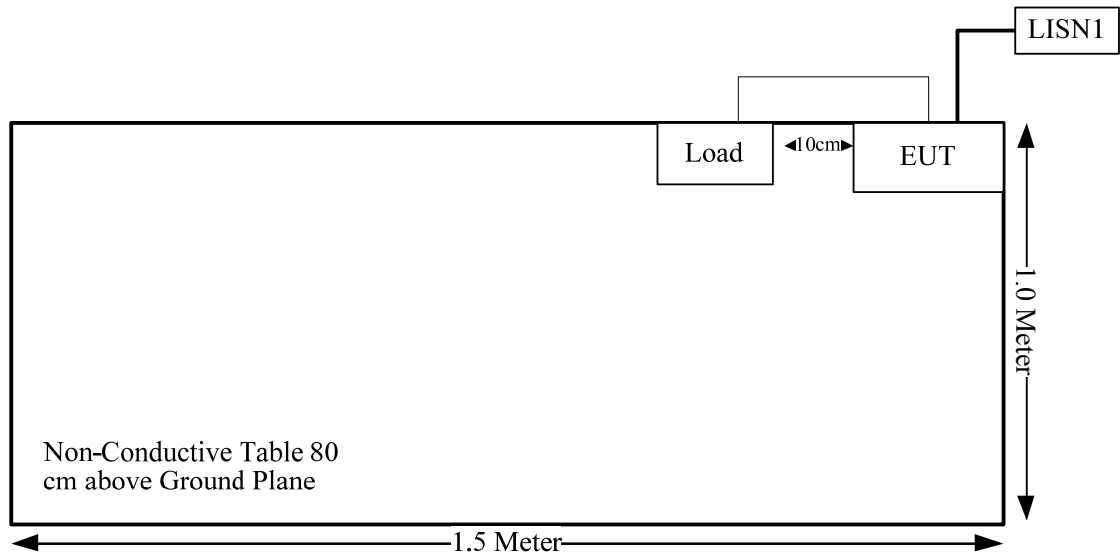 LISN1
Load
10cm
EUT
1.0 Meter
Non-Conductive Table 80
cm above Ground Plane
1.5 Meter